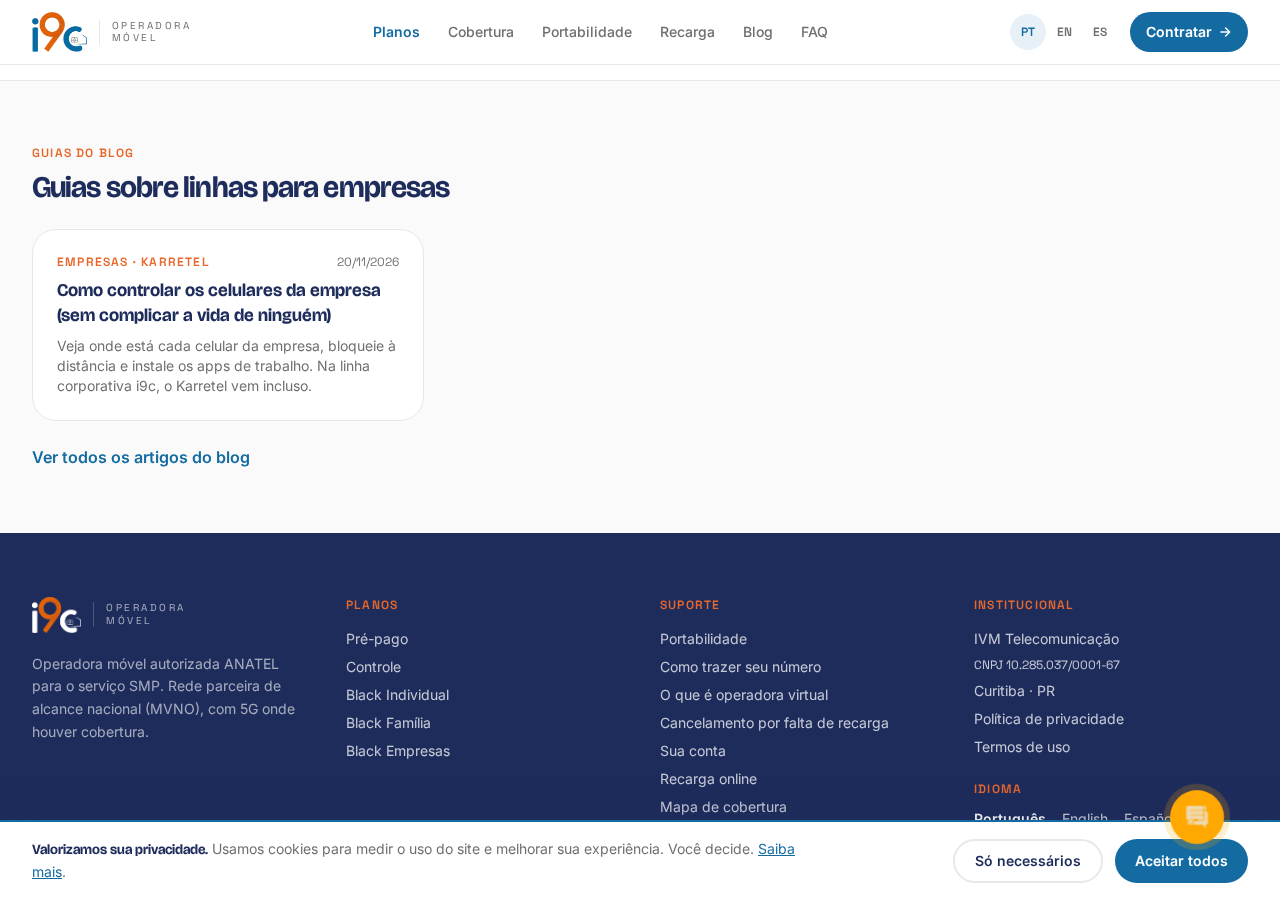 i9c OPERADORA MÓVEL
Planos
Cobertura
Portabilidade
Recarga
Blog
FAQ
PT
EN
ES
Contratar →
GUIAS DO BLOG
Guias sobre linhas para empresas
EMPRESAS · KARRETEL
20/11/2026
Como controlar os celulares da empresa
(sem complicar a vida de ninguém)
Veja onde está cada celular da empresa, bloqueie à
distância e instale os apps de trabalho. Na linha
corporativa i9c, o Karretel vem incluso.
Ver todos os artigos do blog
i9c OPERADORA MÓVEL
Operadora móvel autorizada ANATEL
para o serviço SMP. Rede parceira de
alcance nacional (MVNO), com 5G onde
houver cobertura.
PLANOS
Pré-pago
Controle
Black Individual
Black Família
Black Empresas
SUPORTE
Portabilidade
Como trazer seu número
O que é operadora virtual
Cancelamento por falta de recarga
Sua conta
Recarga online
Mapa de cobertura
INSTITUCIONAL
IVM Telecomunicação
CNPJ 10.285.037/0001-67
Curitiba · PR
Política de privacidade
Termos de uso
IDIOMA
Português
English
Valorizamos sua privacidade. Usamos cookies para medir o uso do site e melhorar sua experiência. Você decide. Saiba
mais.
Só necessários
Aceitar todos